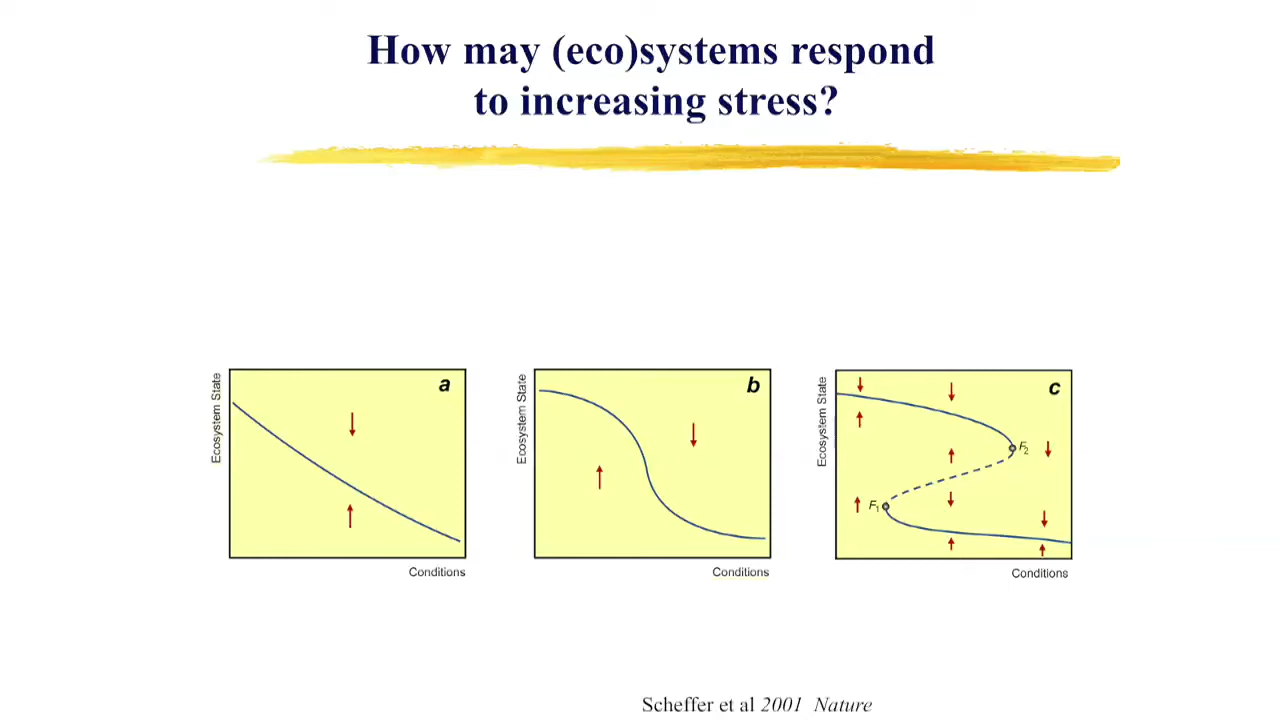 How may (eco)systems respond
to increasing stress?
Ecosystem State
a
Conditions
Ecosystem State
b
Conditions
Ecosystem State
c
F2
F1
Conditions
Scheffer et al 2001 Nature